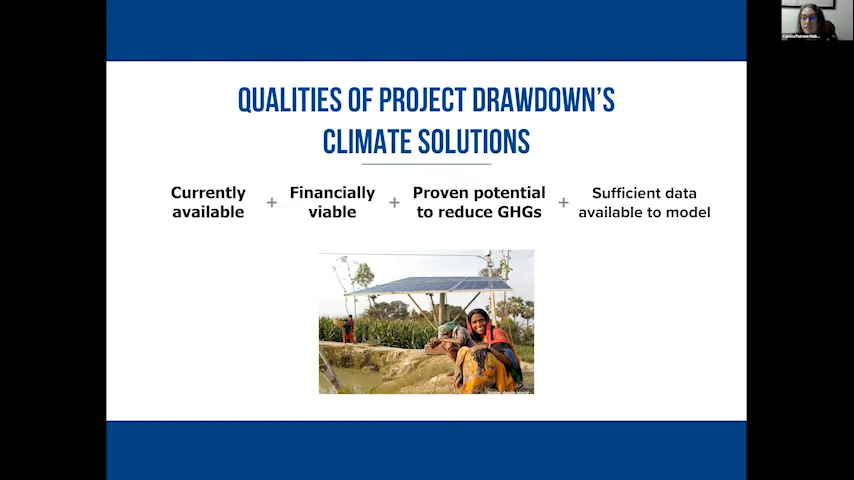 QUALITIES OF PROJECT DRAWDOWN'S
CLIMATE SOLUTIONS
Currently
available
+
Financially
viable
+
Proven potential
to reduce GHGs
+
Sufficient data
available to model